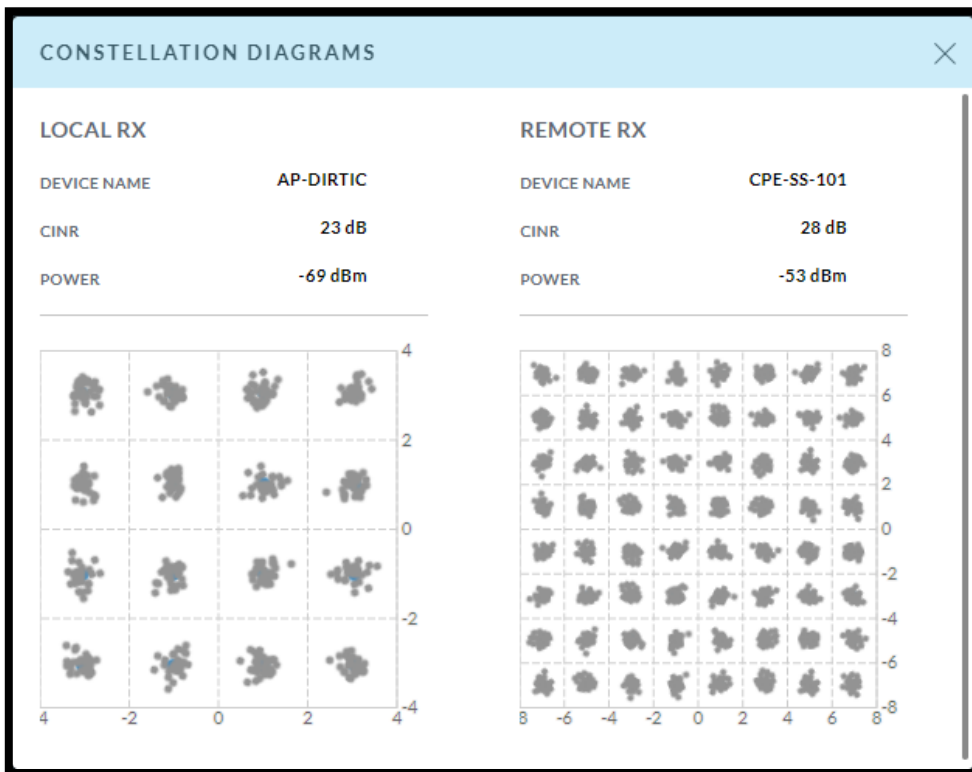 CONSTELLATION DIAGRAMS
LOCAL RX
DEVICE NAME AP-DIRTIC
CINR 23 dB
POWER -69 dBm
4
2
0
-2
-4
4 -2 0 2 4
REMOTE RX
DEVICE NAME CPE-SS-101
CINR 28 dB
POWER -53 dBm
8
6
4
2
0
-2
-4
-6
-8
8 -6 -4 -2 0 2 4 6 8